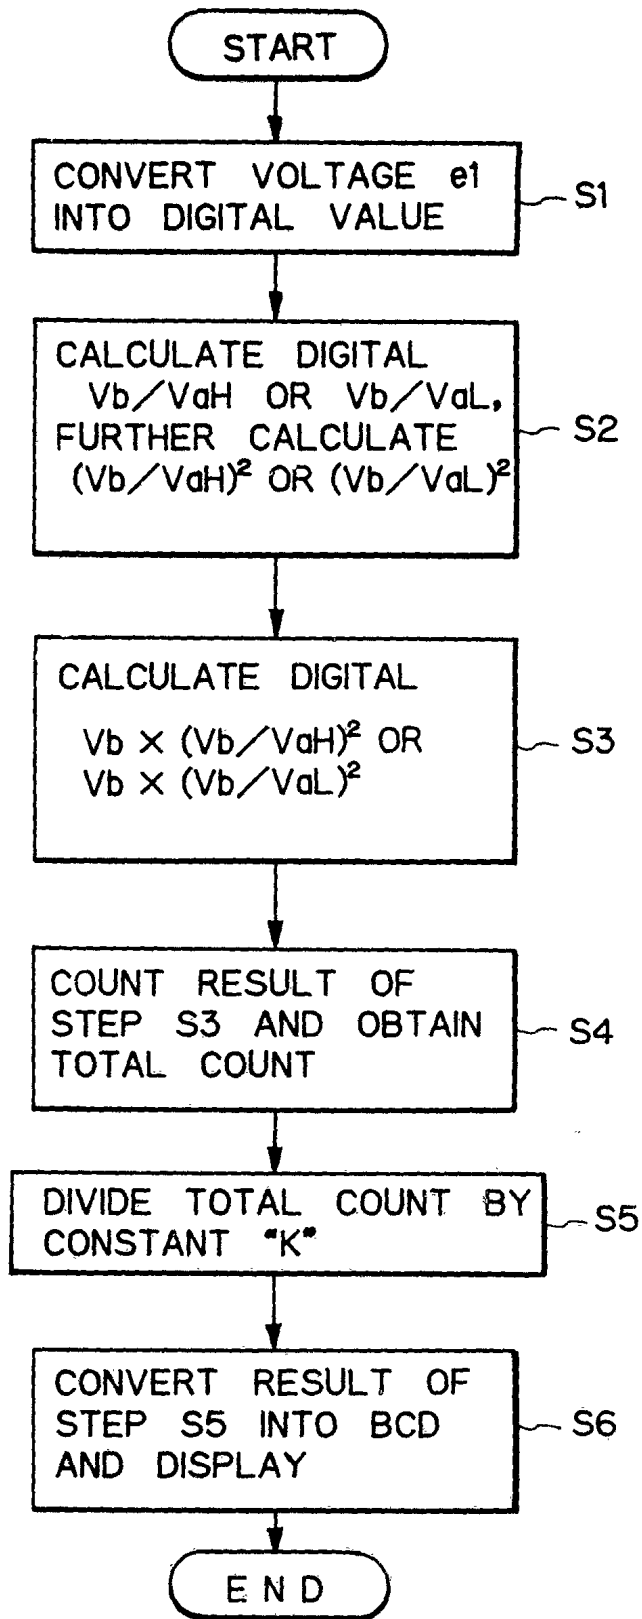 START
CONVERT VOLTAGE e1
INTO DIGITAL VALUE
S1
CALCULATE DIGITAL
Vb/VaH OR Vb/VaL,
FURTHER CALCULATE
(Vb/VaH)² OR (Vb/VaL)²
S2
CALCULATE DIGITAL
Vb × (Vb/VaH)² OR
Vb × (Vb/VaL)²
S3
COUNT RESULT OF
STEP S3 AND OBTAIN
TOTAL COUNT
S4
DIVIDE TOTAL COUNT BY
CONSTANT "K"
S5
CONVERT RESULT OF
STEP S5 INTO BCD
AND DISPLAY
S6
END